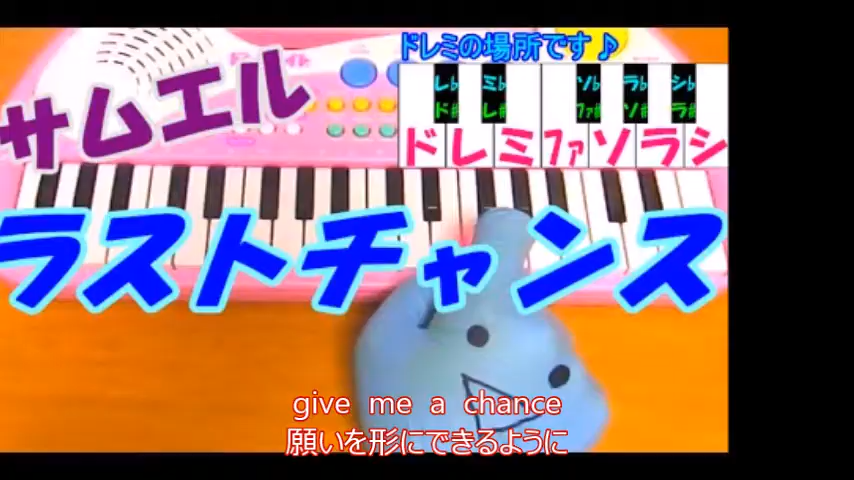 ドレミの場所です♪
サムエル
レ♭ ミ♭ ソ♭ ラ♭ シ♭
ド# レ# ファ# ソ# ラ#
ドレミファソラシ
ラストチャンス
give me a chance
願いを形にできるように